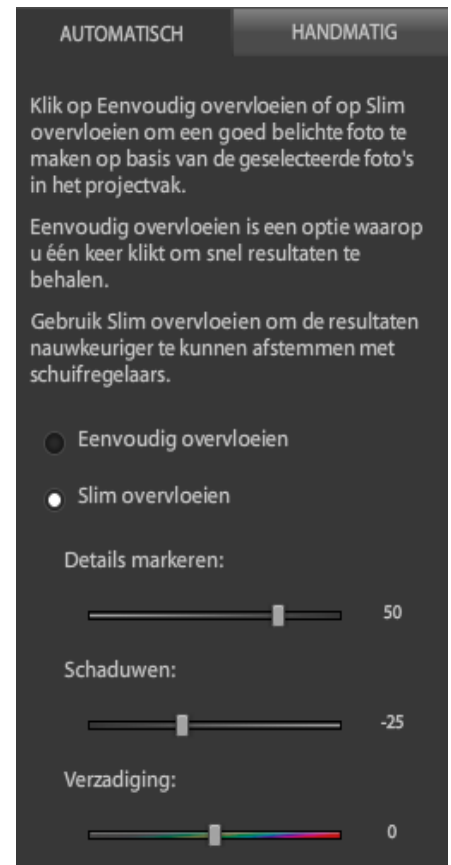 AUTOMATISCH HANDMATIG
Klik op Eenvoudig overvloeien of op Slim
overvloeien om een goed belichte foto te
maken op basis van de geselecteerde foto's
in het projectvak.
Eenvoudig overvloeien is een optie waarop
u één keer klikt om snel resultaten te
behalen.
Gebruik Slim overvloeien om de resultaten
nauwkeuriger te kunnen afstemmen met
schuifregelaars.
Eenvoudig overvloeien
Slim overvloeien
Details markeren:
50
Schaduwen:
-25
Verzadiging:
0